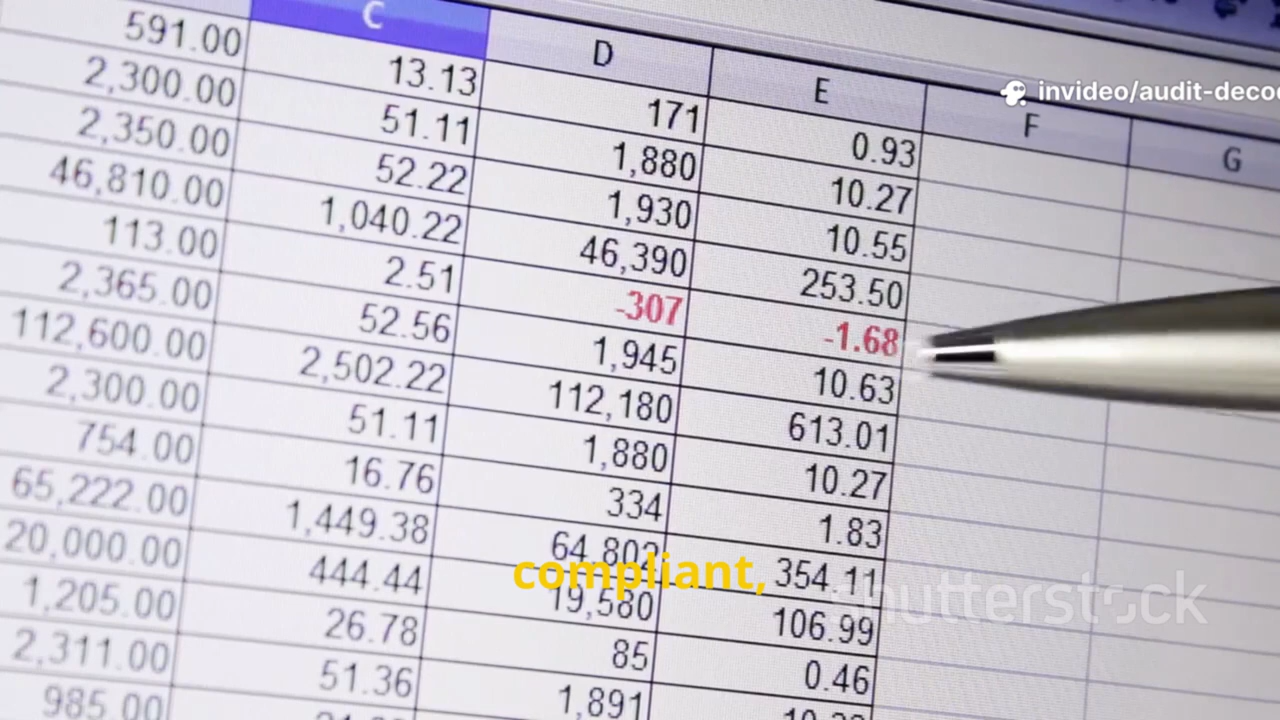 C D E F G
invideo/audit-deco
591.00 13.13 171 0.93
2,300.00 51.11 1,880 10.27
2,350.00 52.22 1,930 10.55
46,810.00 1,040.22 46,390 253.50
113.00 2.51 -307 -1.68
2,365.00 52.56 1,945 10.63
112,600.00 2,502.22 112,180 613.01
2,300.00 51.11 1,880 10.27
754.00 16.76 334 1.83
65,222.00 1,449.38 64,802 354.11
20,000.00 444.44 19,580 106.99
1,205.00 26.78 85 0.46
2,311.00 51.36 1,891
985.00
compliant,
shutterstock